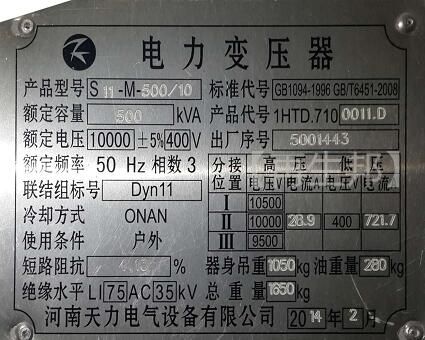 电力变压器
产品型号 S11-M-500/10 标准代号 GB1094-1996 GB/T6451-2008
额定容量 500 kVA 产品代号 1HTD.710 0011.D
额定电压 10000 ±5% 400 V 出厂序号 5001443
额定频率 50 Hz 相数 3
联结组标号 Dyn11
冷却方式 ONAN
使用条件 户外
短路阻抗 %
绝缘水平 LI 75 AC 35 kV
分接位置 高压 低压
电压V 电流A 电压V 电流
I 10500
II 10000 28.9 400 721.7
III 9500
器身吊重 1050 kg 油重 280 kg
总重 1650 kg
河南天力电气设备有限公司 2014年2月